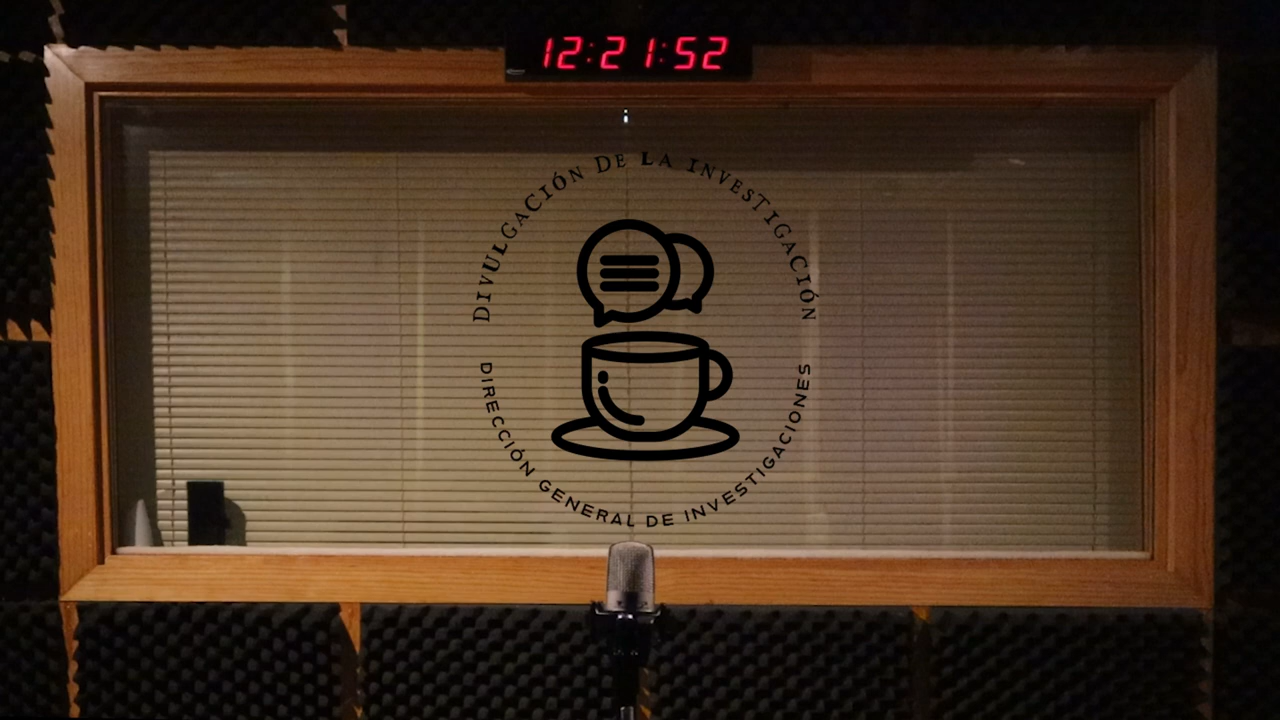 12:21:52
DIVULGACIÓN DE LA INVESTIGACIÓN
DIRECCIÓN GENERAL DE INVESTIGACIONES